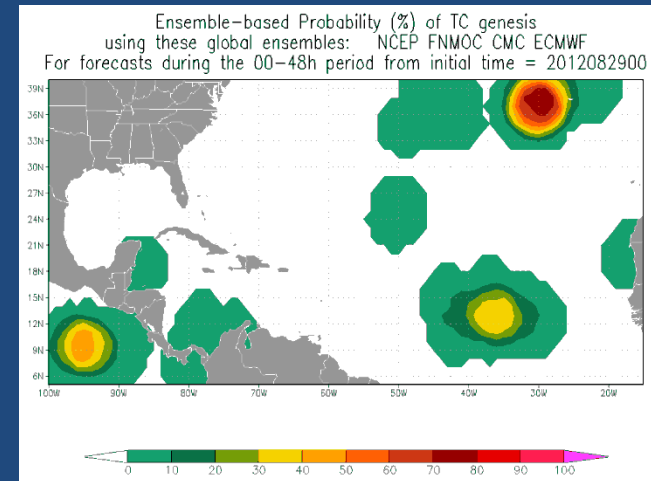 Ensemble-based Probability (%) of TC genesis
using these global ensembles: NCEP FNMOC CMC ECMWF
For forecasts during the 00-48h period from initial time = 2012082900
39N
36N
33N
30N
27N
24N
21N
18N
15N
12N
9N
6N
100W 90W 80W 70W 60W 50W 40W 30W 20W
0 10 20 30 40 50 60 70 80 90 100